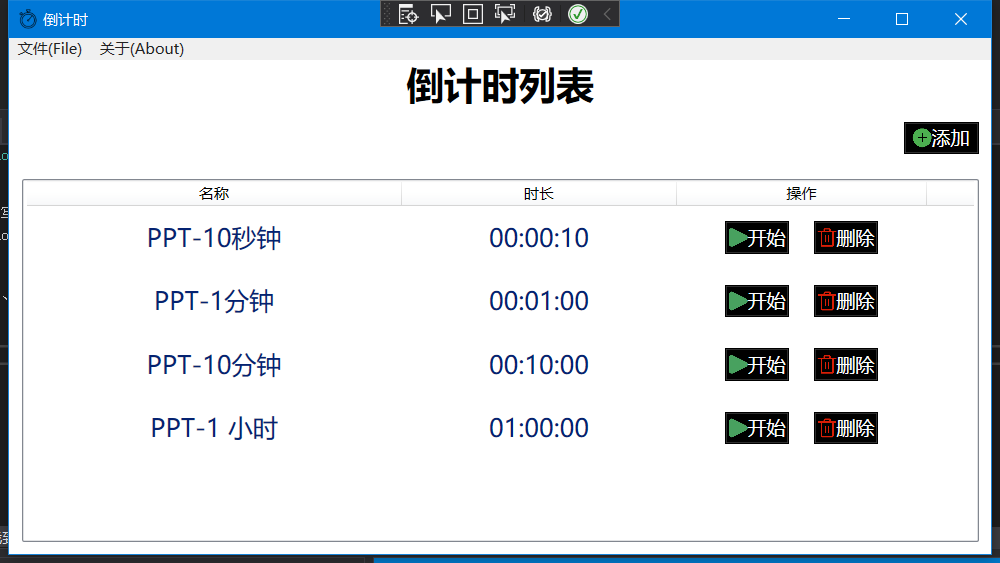 倒计时
文件(File) 关于(About)
倒计时列表
添加
名称 时长 操作
PPT-10秒钟 00:00:10 开始 删除
PPT-1分钟 00:01:00 开始 删除
PPT-10分钟 00:10:00 开始 删除
PPT-1 小时 01:00:00 开始 删除